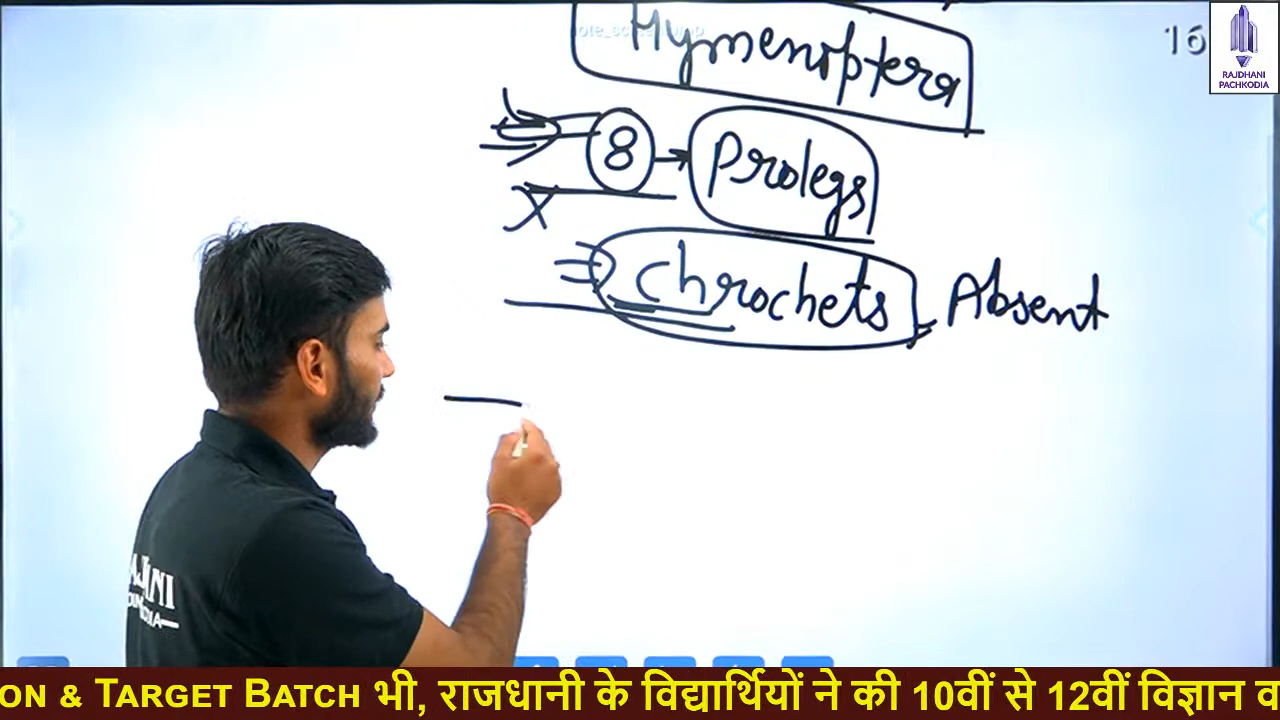 Hymenoptera
16
RAJDHANI
PACHKODIA
8 → Prolegs
X
Chrochets - Absent
ON & TARGET BATCH भी, राजधानी के विद्यार्थियों ने की 10वीं से 12वीं विज्ञान व